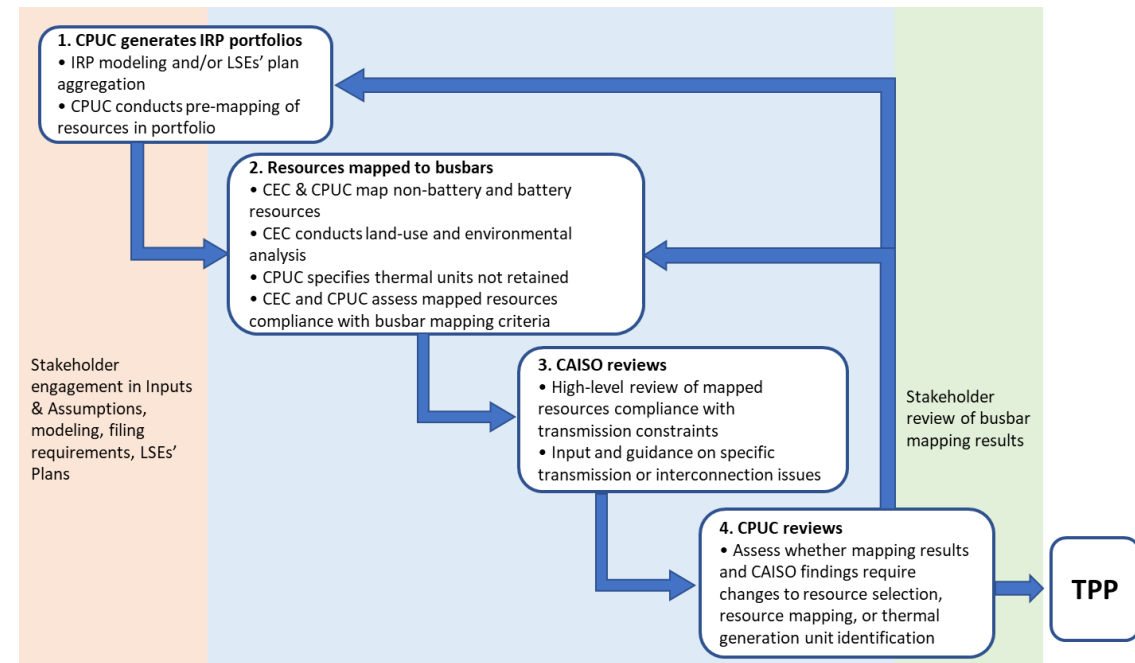 1. CPUC generates IRP portfolios
• IRP modeling and/or LSEs' plan
aggregation
• CPUC conducts pre-mapping of
resources in portfolio
2. Resources mapped to busbars
• CEC & CPUC map non-battery and battery
resources
• CEC conducts land-use and environmental
analysis
• CPUC specifies thermal units not retained
• CEC and CPUC assess mapped resources
compliance with busbar mapping criteria
Stakeholder
engagement in Inputs
& Assumptions,
modeling, filing
requirements, LSEs'
Plans
3. CAISO reviews
• High-level review of mapped
resources compliance with
transmission constraints
• Input and guidance on specific
transmission or interconnection issues
Stakeholder
review of busbar
mapping results
4. CPUC reviews
• Assess whether mapping results
and CAISO findings require
changes to resource selection,
resource mapping, or thermal
generation unit identification
TPP